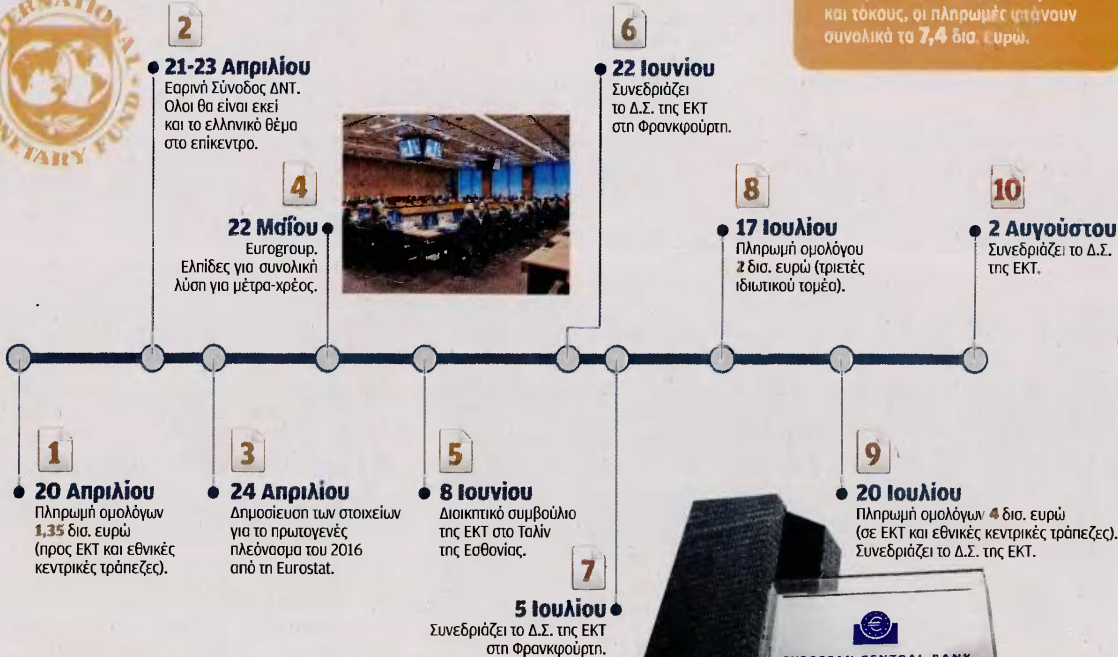 INTERNATIONAL MONETARY FUND
και τόκους, οι πληρωμές φτάνουν
συνολικά τα 7,4 δισ. ευρώ.
2
21-23 Απριλίου
Εαρινή Σύνοδος ΔΝΤ.
Ολοι θα είναι εκεί
και το ελληνικό θέμα
στο επίκεντρο.
4
22 Μαΐου
Eurogroup.
Ελπίδες για συνολική
λύση για μέτρα-χρέος.
6
22 Ιουνίου
Συνεδριάζει
το Δ.Σ. της ΕΚΤ
στη Φρανκφούρτη.
8
17 Ιουλίου
Πληρωμή ομολόγου
2 δισ. ευρώ (τριετές
ιδιωτικού τομέα).
10
2 Αυγούστου
Συνεδριάζει το Δ.Σ.
της ΕΚΤ.
1
20 Απριλίου
Πληρωμή ομολόγων
1,35 δισ. ευρώ
(προς ΕΚΤ και εθνικές
κεντρικές τράπεζες).
3
24 Απριλίου
Δημοσίευση των στοιχείων
για το πρωτογενές
πλεόνασμα του 2016
από τη Eurostat.
5
8 Ιουνίου
Διοικητικό συμβούλιο
της ΕΚΤ στο Ταλίν
της Εσθονίας.
7
5 Ιουλίου
Συνεδριάζει το Δ.Σ. της ΕΚΤ
στη Φρανκφούρτη.
9
20 Ιουλίου
Πληρωμή ομολόγων 4 δισ. ευρώ
(σε ΕΚΤ και εθνικές κεντρικές τράπεζες).
Συνεδριάζει το Δ.Σ. της ΕΚΤ.
EUROPEAN CENTRAL BANK